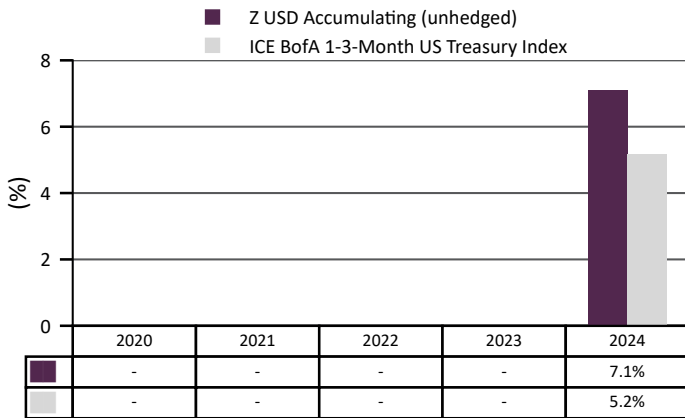 Z USD Accumulating (unhedged)
ICE BofA 1-3-Month US Treasury Index
(%)
8
6
4
2
0
2020 2021 2022 2023 2024
- - - - 7.1%
- - - - 5.2%